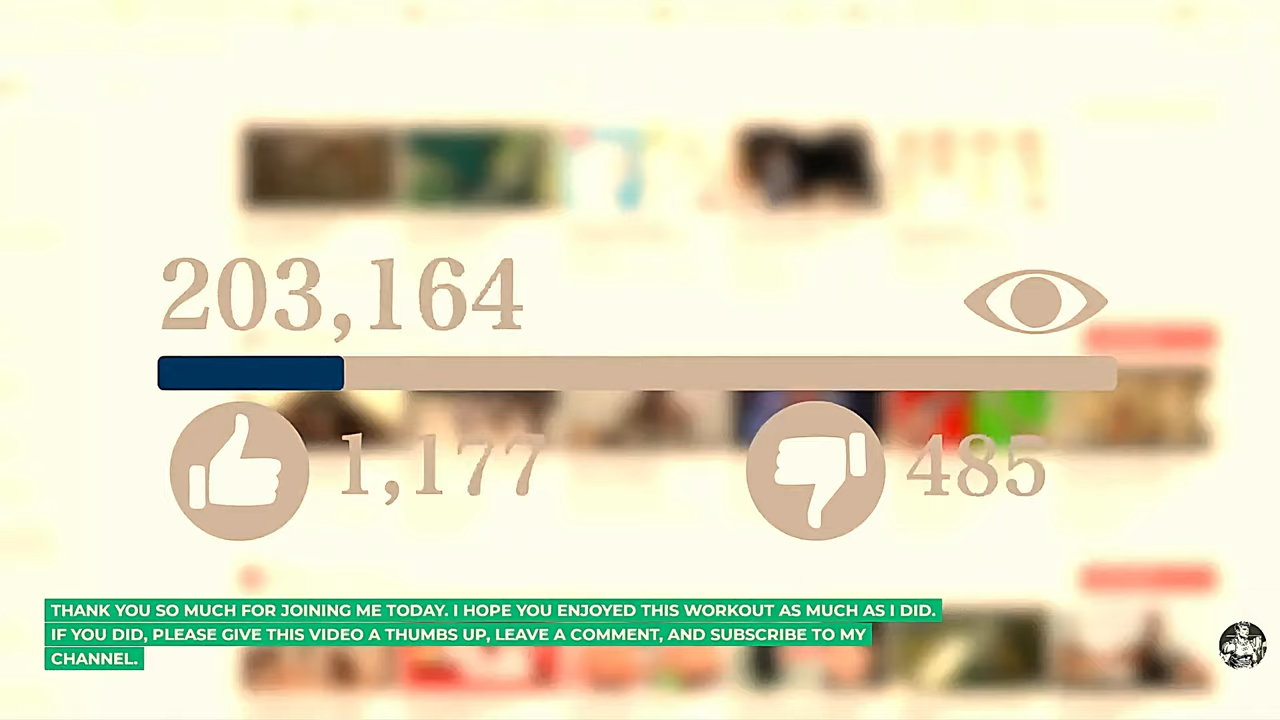 203,164
1,177
485
THANK YOU SO MUCH FOR JOINING ME TODAY. I HOPE YOU ENJOYED THIS WORKOUT AS MUCH AS I DID.
IF YOU DID, PLEASE GIVE THIS VIDEO A THUMBS UP, LEAVE A COMMENT, AND SUBSCRIBE TO MY
CHANNEL.